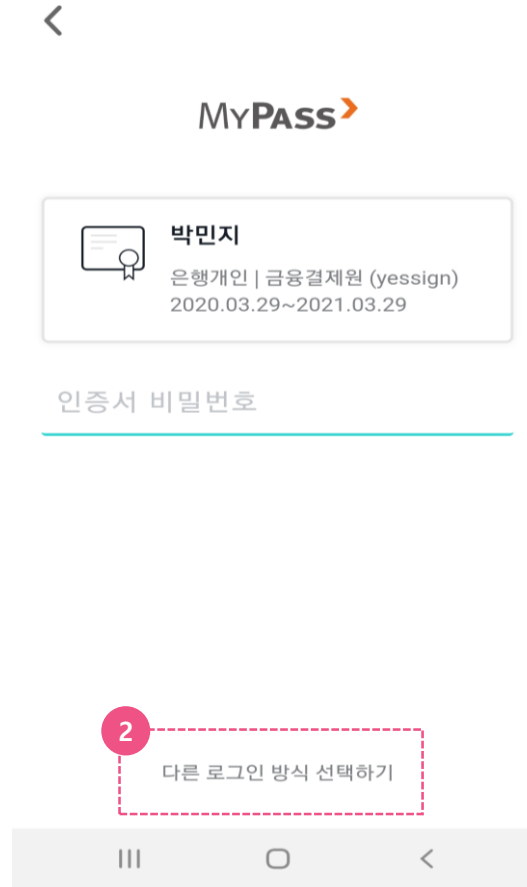 MYPASS
박민지
은행개인 | 금융결제원 (yessign)
2020.03.29~2021.03.29
인증서 비밀번호
2
다른 로그인 방식 선택하기